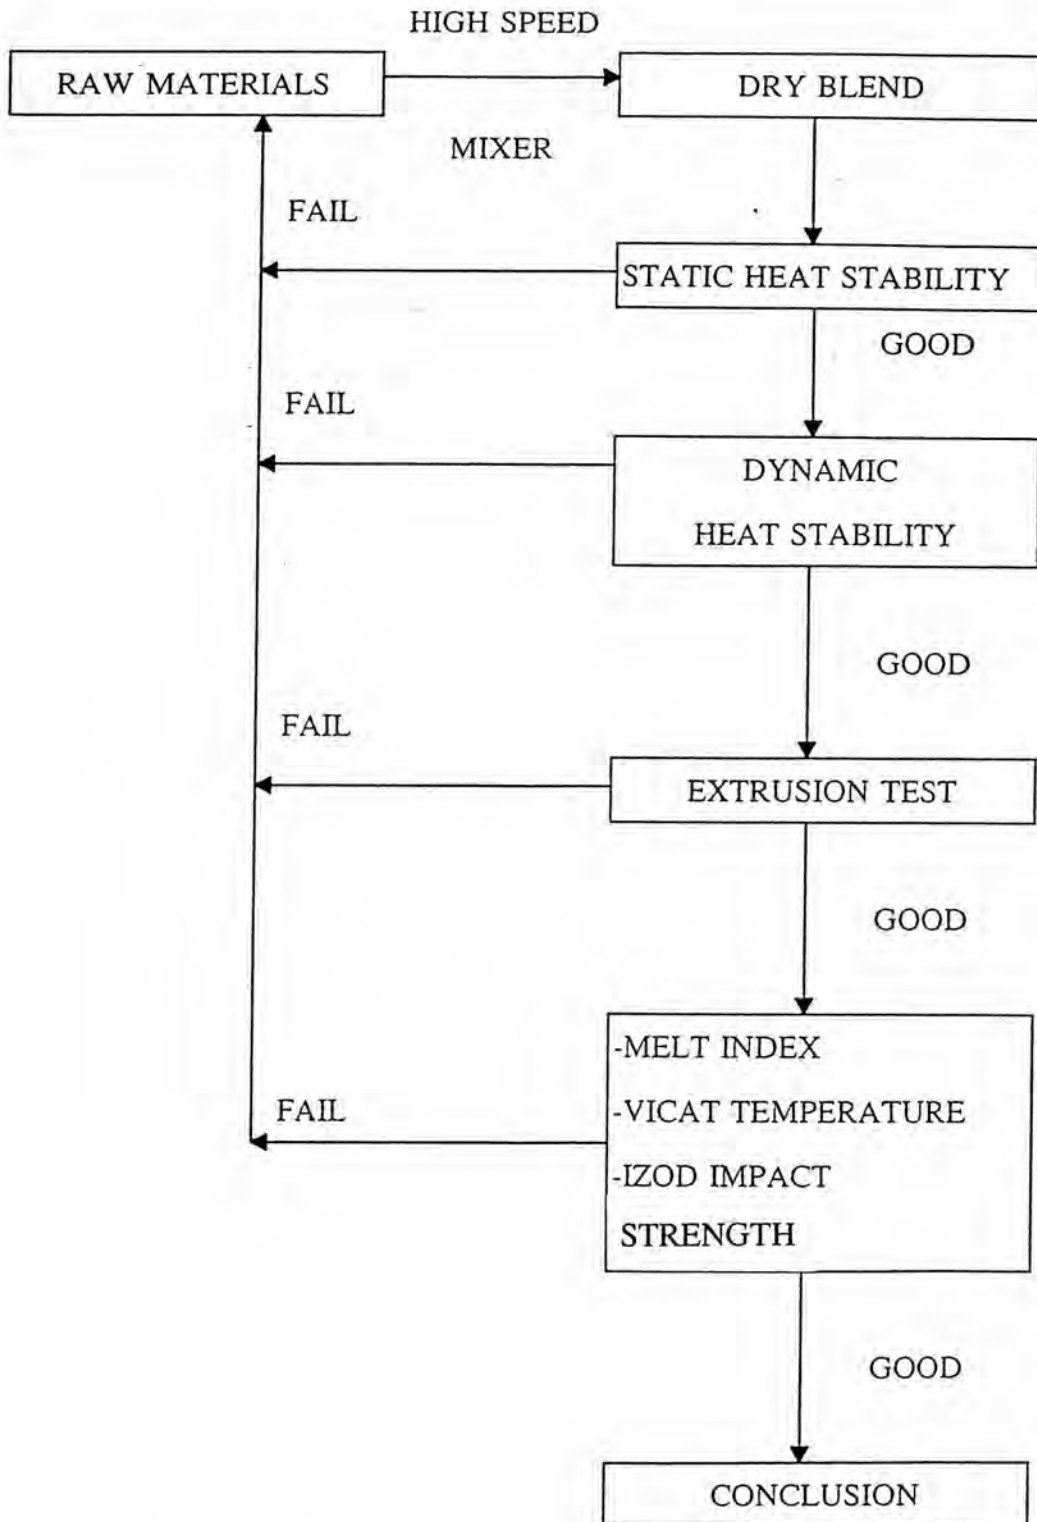 HIGH SPEED
RAW MATERIALS
DRY BLEND
MIXER
FAIL
STATIC HEAT STABILITY
GOOD
FAIL
DYNAMIC
HEAT STABILITY
GOOD
FAIL
EXTRUSION TEST
GOOD
-MELT INDEX
FAIL
-VICAT TEMPERATURE
-IZOD IMPACT
STRENGTH
GOOD
CONCLUSION